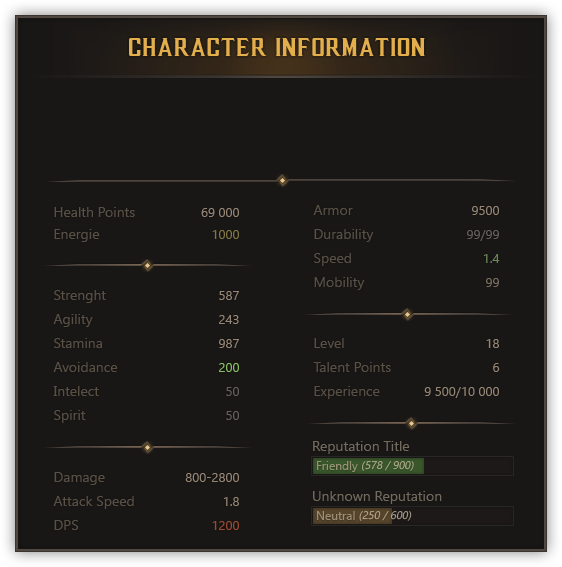 CHARACTER INFORMATION
Health Points 69 000
Energie 1000
Strenght 587
Agility 243
Stamina 987
Avoidance 200
Intelect 50
Spirit 50
Damage 800-2800
Attack Speed 1.8
DPS 1200
Armor 9500
Durability 99/99
Speed 1.4
Mobility 99
Level 18
Talent Points 6
Experience 9 500/10 000
Reputation Title
Friendly (578 / 900)
Unknown Reputation
Neutral (250 / 600)